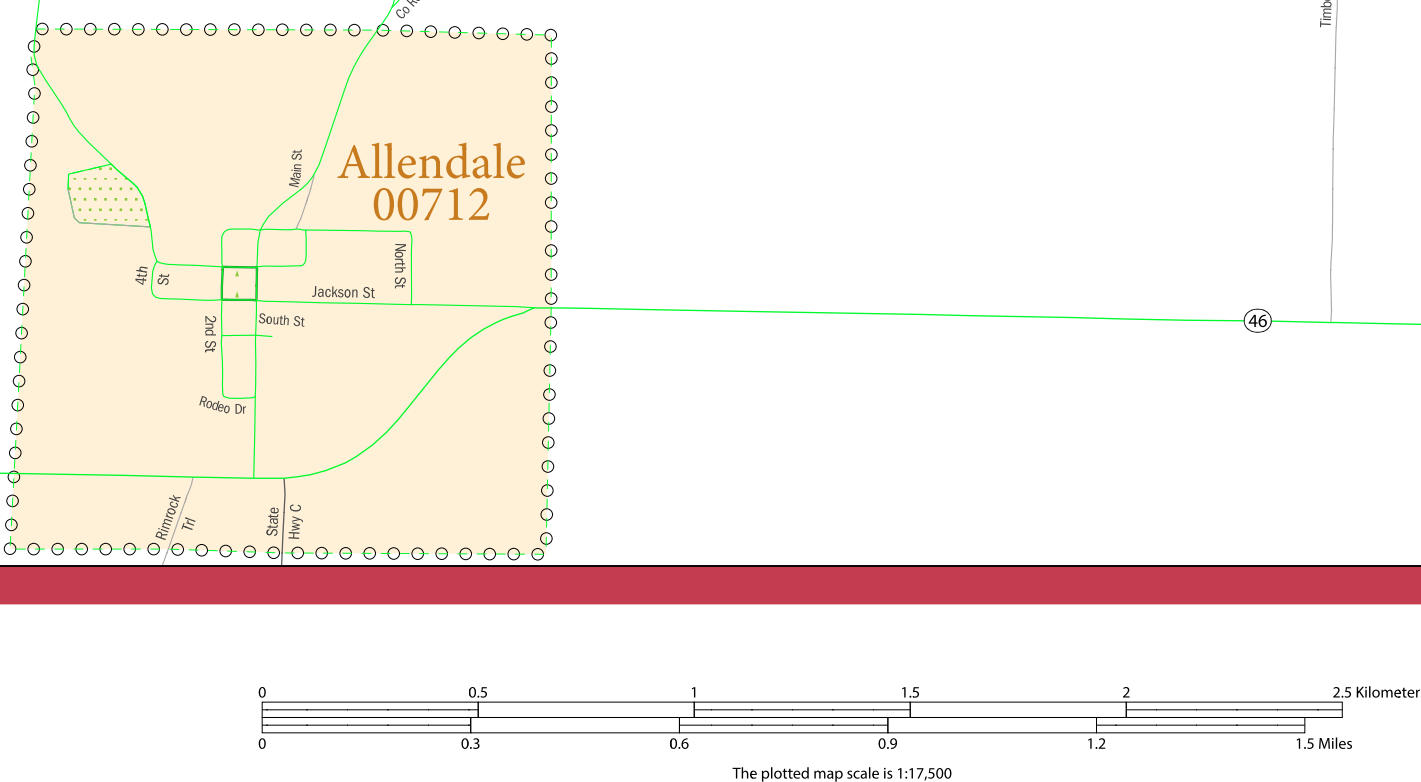 Co
Allendale
00712
Main St
North St
4th
St
Jackson St
South St
2nd St
Rodeo Dr
46
Rimrock
Trl
State
Hwy C
0 0.5 1 1.5 2 2.5 Kilometer
0 0.3 0.6 0.9 1.2 1.5 Miles
The plotted map scale is 1:17,500